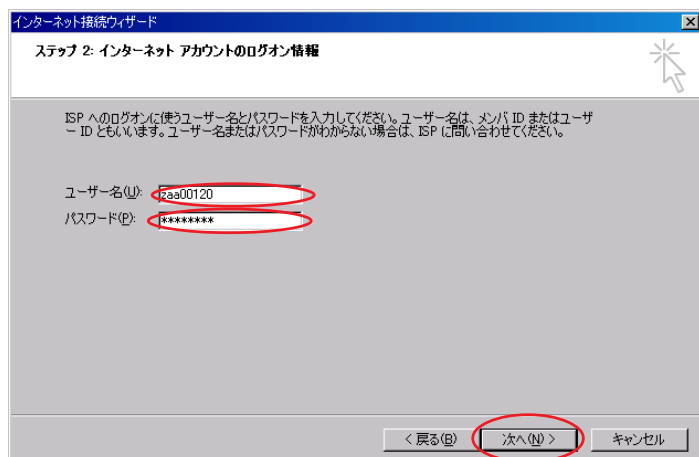 インターネット接続ウィザード
ステップ 2: インターネット アカウントのログオン情報
ISP へのログオンに使うユーザー名とパスワードを入力してください。ユーザー名は、メンバ ID またはユーザ
ー ID ともいいます。ユーザー名またはパスワードがわからない場合は、ISP に問い合わせてください。
ユーザー名(U): zaa00120
パスワード(P): ********
< 戻る(B) 次へ(N) > キャンセル